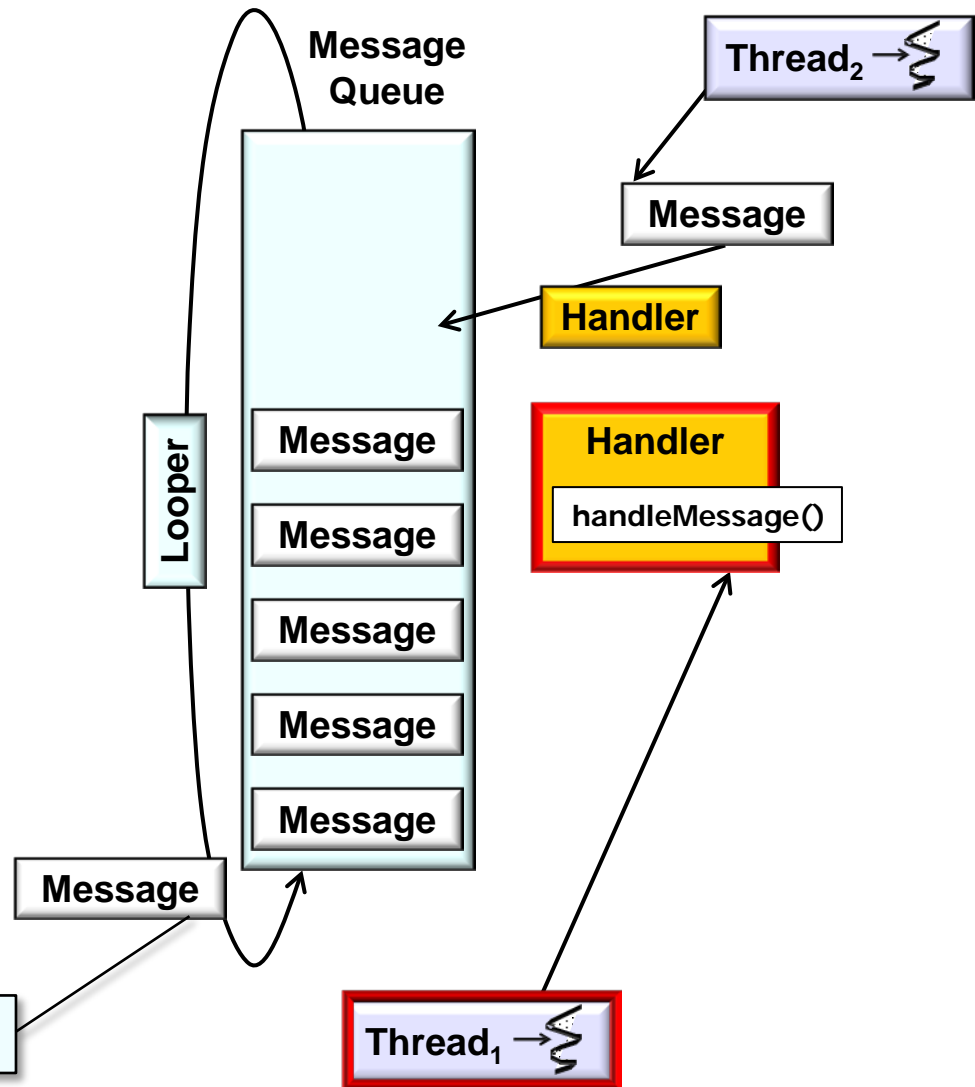 Message
Queue
Thread₂
Message
Handler
Looper
Message
Handler
handleMessage()
Message
Message
Message
Message
Message
Thread₁